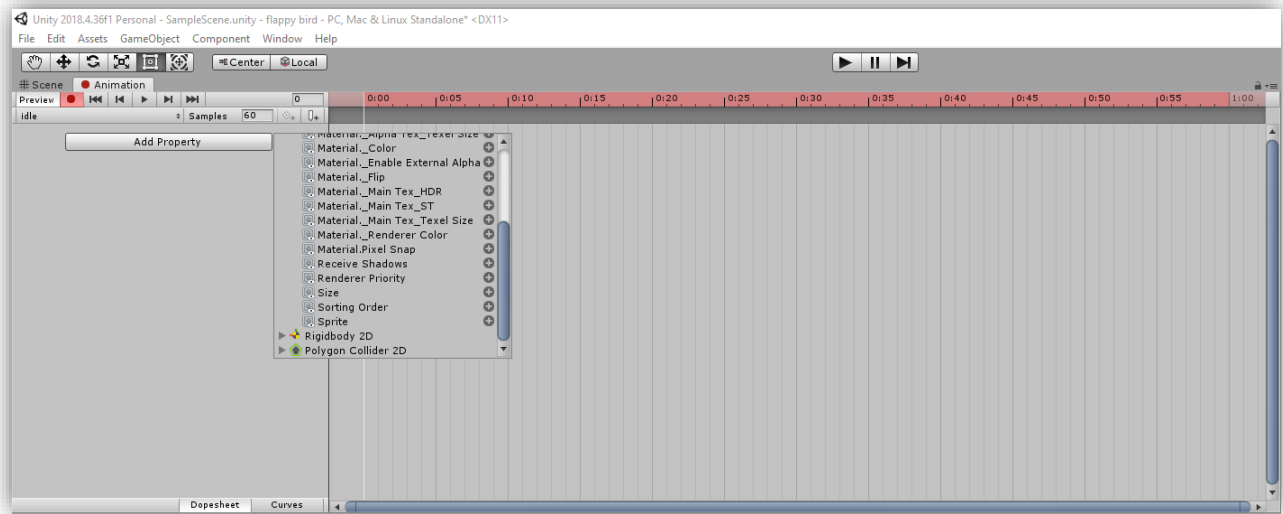 Unity 2018.4.36f1 Personal - SampleScene.unity - flappy bird - PC, Mac & Linux Standalone* <DX11>
File Edit Assets GameObject Component Window Help
Center Local
Scene Animation
Preview 0 0:00 0:05 0:10 0:15 0:20 0:25 0:30 0:35 0:40 0:45 0:50 0:55 1:00
idle Samples 60
Add Property
Material._Alpha Tex_Texel Size
Material._Color
Material._Enable External Alpha
Material._Flip
Material._Main Tex_HDR
Material._Main Tex_ST
Material._Main Tex_Texel Size
Material._Renderer Color
Material.Pixel Snap
Receive Shadows
Renderer Priority
Size
Sorting Order
Sprite
Rigidbody 2D
Polygon Collider 2D
Dopesheet Curves